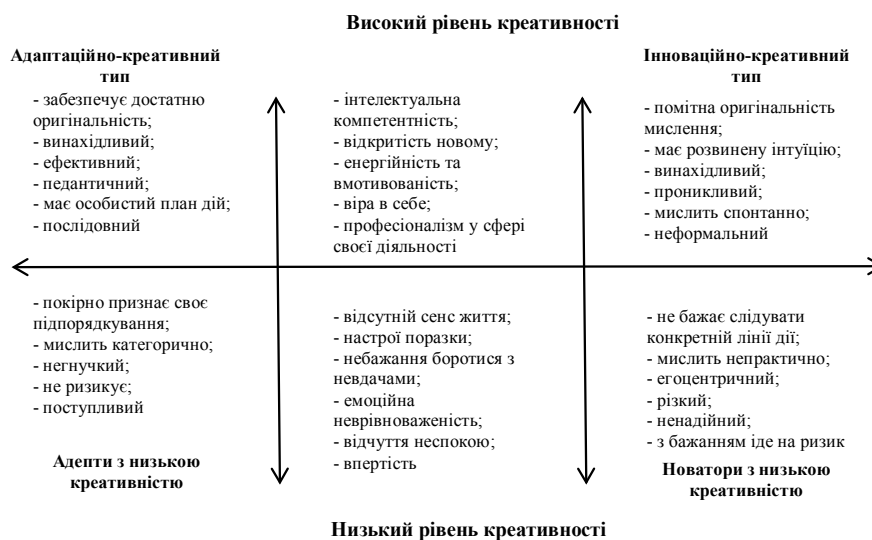 Високий рівень креативності
Адаптаційно-креативний
тип
- забезпечує достатню
оригінальність;
- винахідливий;
- ефективний;
- педантичний;
- має особистий план дій;
- послідовний
- інтелектуальна
компетентність;
- відкритість новому;
- енергійність та
вмотивованість;
- віра в себе;
- професіоналізм у сфері
своєї діяльності
Інноваційно-креативний
тип
- помітна оригінальність
мислення;
- має розвинену інтуїцію;
- винахідливий;
- проникливий;
- мислить спонтанно;
- неформальний
- покірно признає своє
підпорядкування;
- мислить категорично;
- негнучкий;
- не ризикує;
- поступливий
Адепти з низькою
креативністю
- відсутній сенс життя;
- настрої поразки;
- небажання боротися з
невдачами;
- емоційна
неврівноваженість;
- відчуття неспокою;
- впертість
- не бажає слідувати
конкретній лінії дії;
- мислить непрактично;
- егоцентричний;
- різкий;
- ненадійний;
- з бажанням іде на ризик
Новатори з низькою
креативністю
Низький рівень креативності